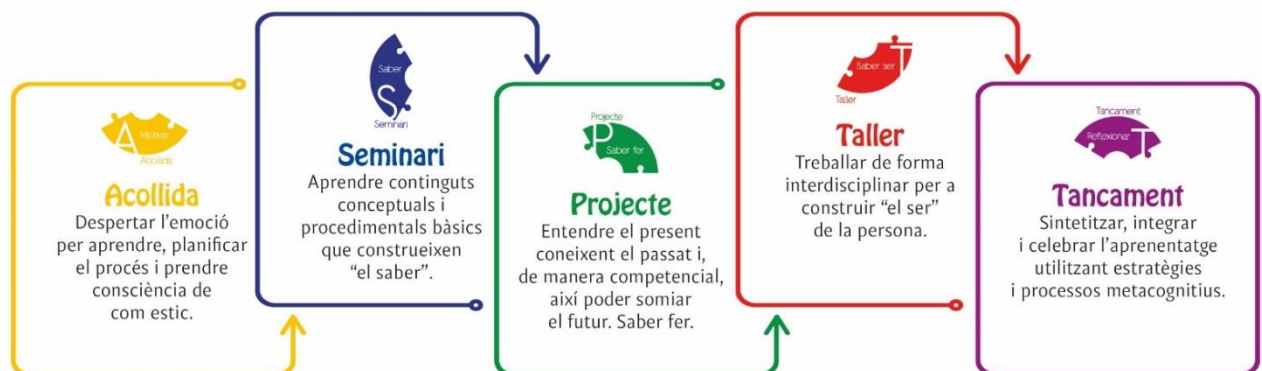 A
Motivar
Acollida
Acollida
Despertar l’emoció
per aprendre, planificar
el procés i prendre
consciència de
com estic.
Saber
S
Seminari
Seminari
Aprendre continguts
conceptuals i
procedimentals bàsics
que construeixen
“el saber”.
Projecte
P
Saber fer
Projecte
Entendre el present
coneixent el passat i,
de manera competencial,
així poder somiar
el futur. Saber fer.
Saber ser
T
Taller
Taller
Treballar de forma
interdisciplinar per a
construir “el ser”
de la persona.
Tancament
Reflexionar
T
Tancament
Sintetitzar, integrar
i celebrar l’aprenentatge
utilitzant estratègies
i processos metacognitius.